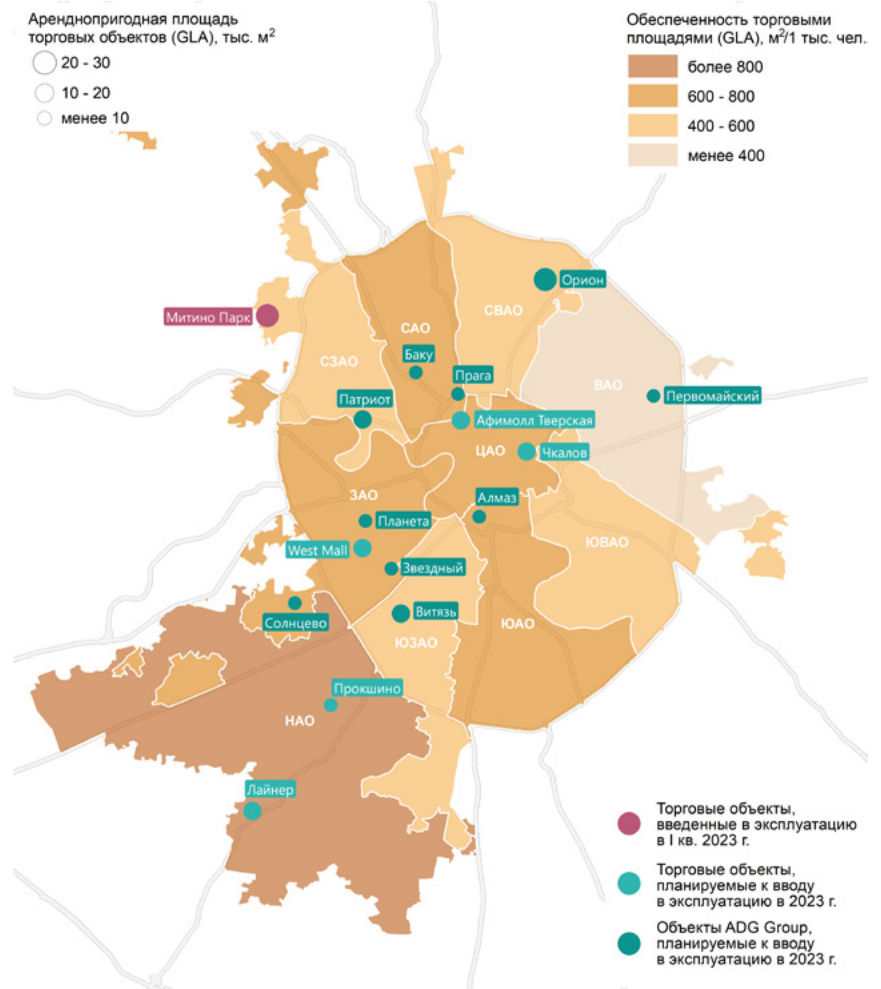 Аренднопригодная площадь
торговых объектов (GLA), тыс. м²
20 - 30
10 - 20
менее 10
Обеспеченность торговыми
площадями (GLA), м²/1 тыс. чел.
более 800
600 - 800
400 - 600
менее 400
Орион
Митино Парк
СВАО
САО
СЗАО
Баку
Прага
ВАО
Первомайский
Патриот
Афимолл Тверская
ЦАО
Чкалов
ЗАО
Алмаз
Планета
West Mall
ЮВАО
Звездный
Солнцево
Витязь
ЮЗАО
ЮАО
Прокшино
НАО
Лайнер
Торговые объекты,
введенные в эксплуатацию
в I кв. 2023 г.
Торговые объекты,
планируемые к вводу
в эксплуатацию в 2023 г.
Объекты ADG Group,
планируемые к вводу
в эксплуатацию в 2023 г.